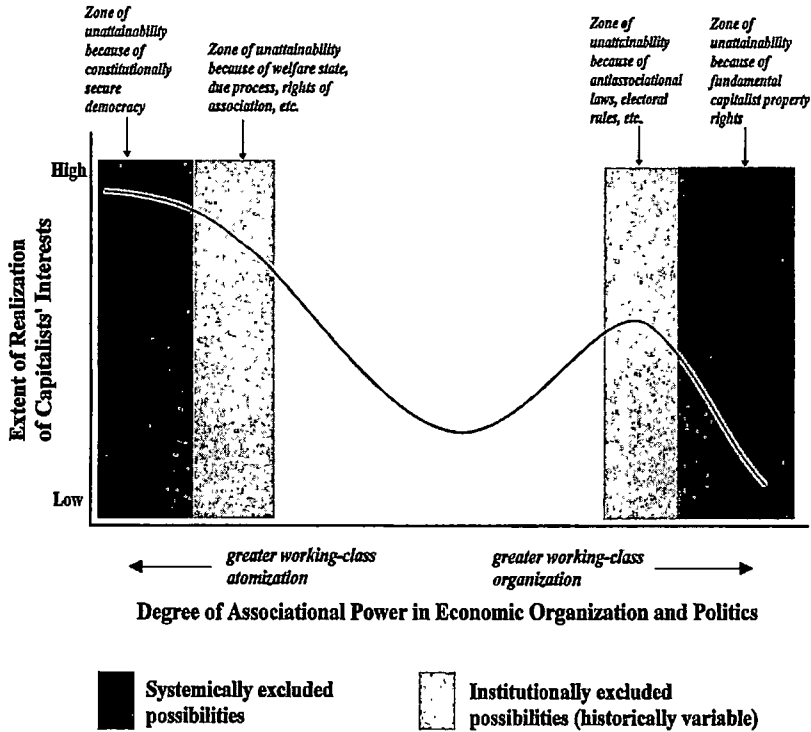 Zone of
unattainability
because of
constitutionally
secure
democracy
Zone of unattainability
because of welfare state,
due process, rights of
association, etc.
Zone of
unattainability
because of
antiassociational
laws, electoral
rules, etc.
Zone of
unattainability
because of
fundamental
capitalist property
rights
High
Extent of Realization
of Capitalists' Interests
Low
greater working-class
atomization
greater working-class
organization
Degree of Associational Power in Economic Organization and Politics
Systemically excluded
possibilities
Institutionally excluded
possibilities (historically variable)